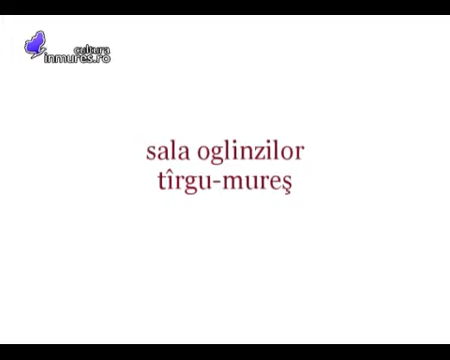 cultura
inmures.ro
sala oglinzilor
tîrgu-mureş